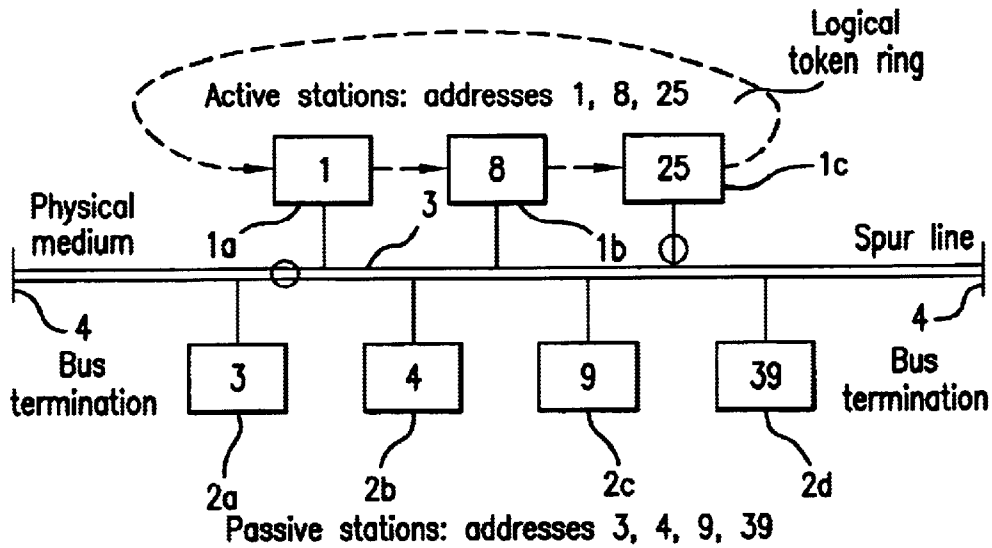 Logical
token ring
Active stations: addresses 1, 8, 25
1
8
25
1c
Physical
medium
1a
3
1b
Spur line
4
Bus
termination
4
Bus
termination
3
4
9
39
2a
2b
2c
2d
Passive stations: addresses 3, 4, 9, 39